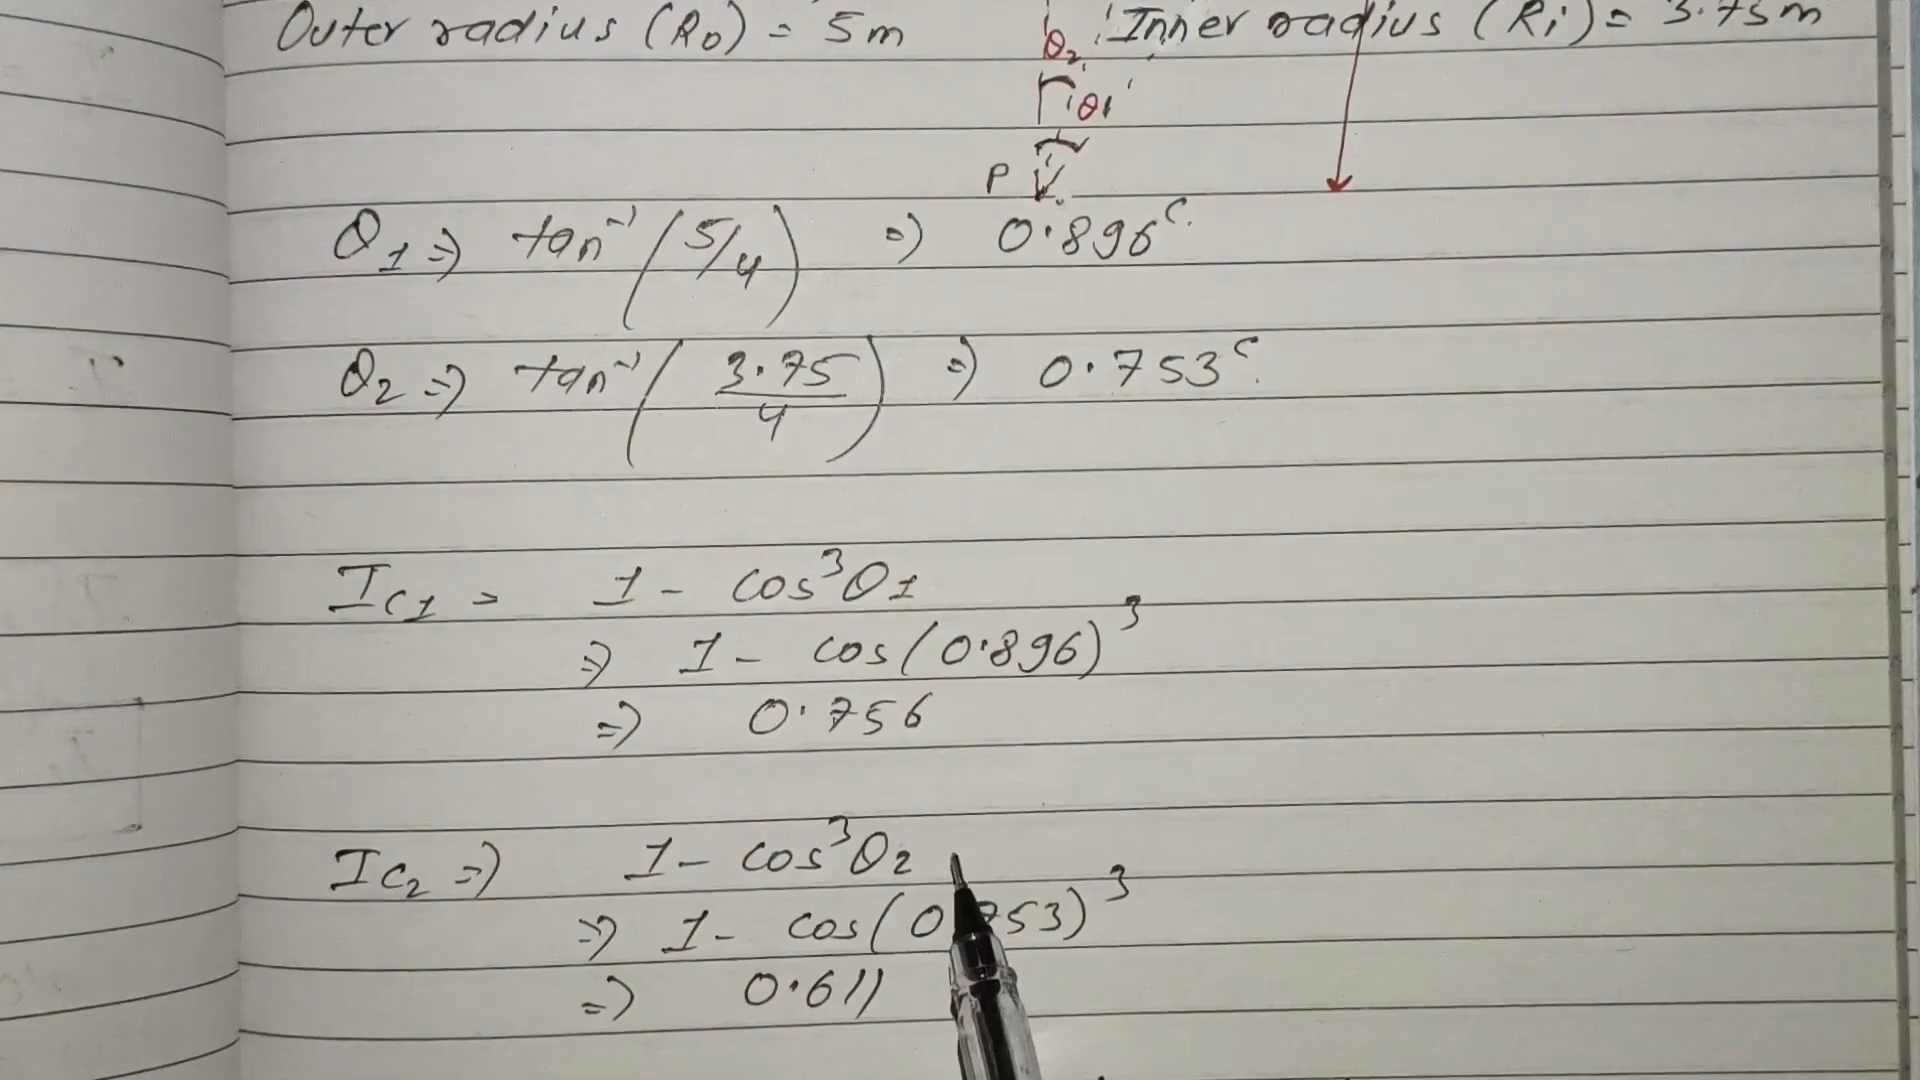 Outer radius (Ro) = 5m Inner radius (Ri) = 3.75m
θ2
θ1
P
θ1 => tan⁻¹(5/4) => 0.896ᶜ
θ2 => tan⁻¹(3.75/4) => 0.753ᶜ
Ic1 = 1 - cos³θ1
=> 1 - cos(0.896)³
=> 0.756
Ic2 => 1 - cos³θ2
=> 1 - cos(0.753)³
=> 0.611